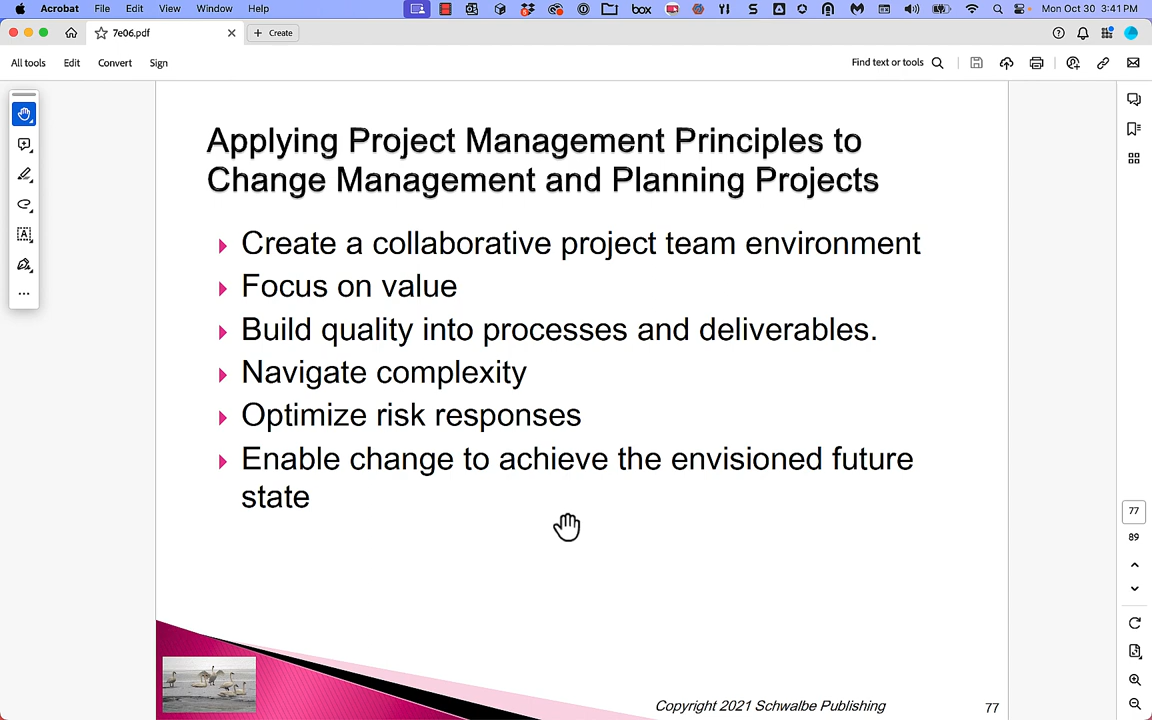 Acrobat File Edit View Window Help
box
Mon Oct 30 3:41 PM
7e06.pdf
Create
All tools Edit Convert Sign
Find text or tools
Applying Project Management Principles to
Change Management and Planning Projects
Create a collaborative project team environment
Focus on value
Build quality into processes and deliverables.
Navigate complexity
Optimize risk responses
Enable change to achieve the envisioned future
state
77
89
Copyright 2021 Schwalbe Publishing
77